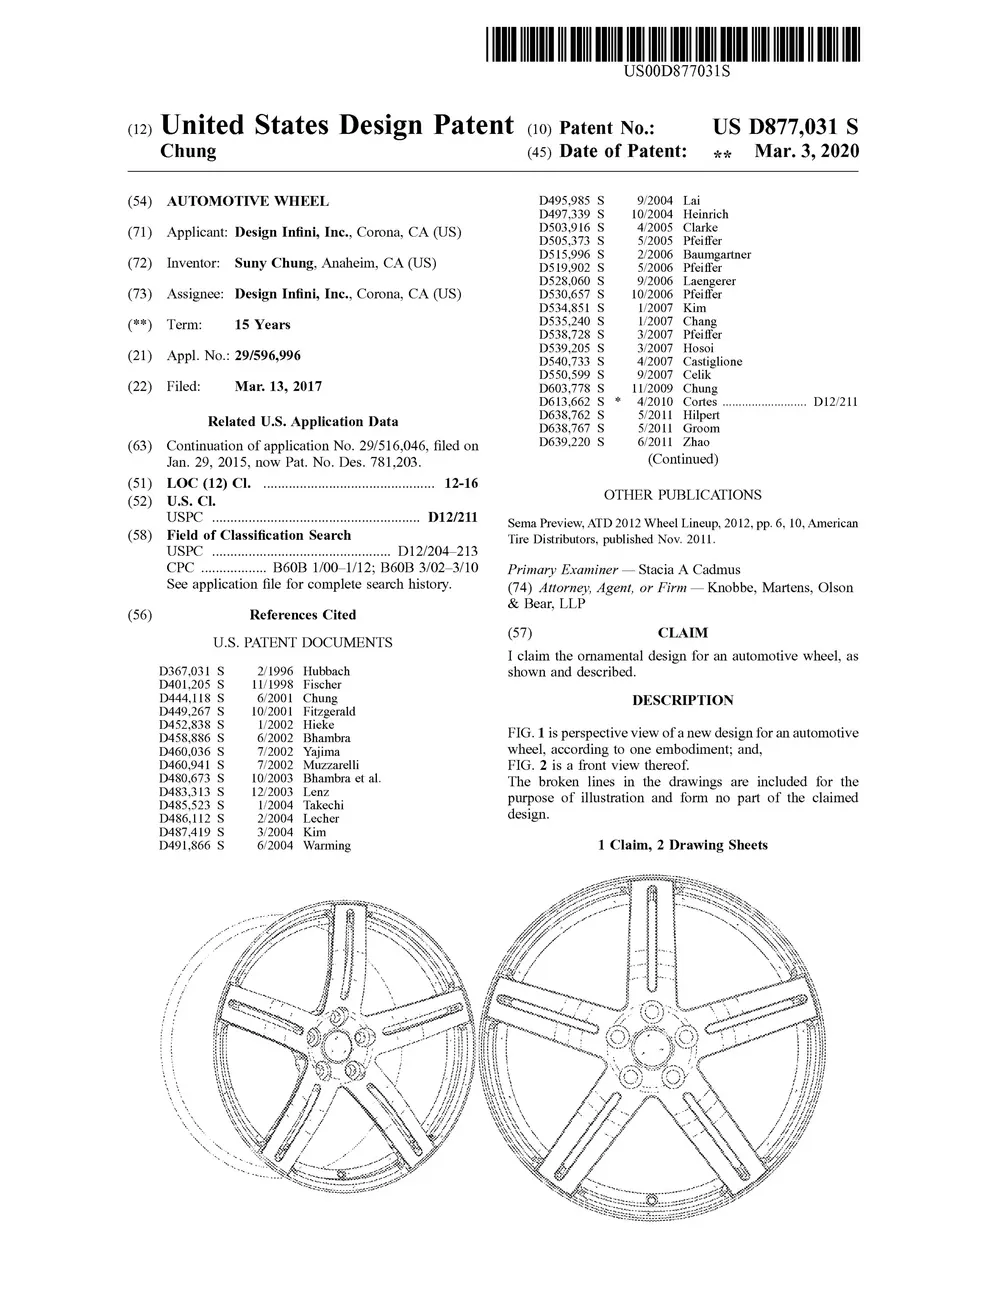 US00D877031S
(12) United States Design Patent
Chung
(10) Patent No.: US D877,031 S
(45) Date of Patent: ** Mar. 3, 2020
(54) AUTOMOTIVE WHEEL
(71) Applicant: Design Infini, Inc., Corona, CA (US)
(72) Inventor: Suny Chung, Anaheim, CA (US)
(73) Assignee: Design Infini, Inc., Corona, CA (US)
(**) Term: 15 Years
(21) Appl. No.: 29/596,996
(22) Filed: Mar. 13, 2017
Related U.S. Application Data
(63) Continuation of application No. 29/516,046, filed on
Jan. 29, 2015, now Pat. No. Des. 781,203.
(51) LOC (12) Cl. ............................................... 12-16
(52) U.S. Cl.
USPC ......................................................... D12/211
(58) Field of Classification Search
USPC ................................................. D12/204–213
CPC .................. B60B 1/00–1/12; B60B 3/02–3/10
See application file for complete search history.
(56) References Cited
U.S. PATENT DOCUMENTS
D367,031 S 2/1996 Hubbach
D401,205 S 11/1998 Fischer
D444,118 S 6/2001 Chung
D449,267 S 10/2001 Fitzgerald
D452,838 S 1/2002 Hieke
D458,886 S 6/2002 Bhambra
D460,036 S 7/2002 Yajima
D460,941 S 7/2002 Muzzarelli
D480,673 S 10/2003 Bhambra et al.
D483,313 S 12/2003 Lenz
D485,523 S 1/2004 Takechi
D486,112 S 2/2004 Lecher
D487,419 S 3/2004 Kim
D491,866 S 6/2004 Warming
D495,985 S 9/2004 Lai
D497,339 S 10/2004 Heinrich
D503,916 S 4/2005 Clarke
D505,373 S 5/2005 Pfeiffer
D515,996 S 2/2006 Baumgartner
D519,902 S 5/2006 Pfeiffer
D528,060 S 9/2006 Laengerer
D530,657 S 10/2006 Pfeiffer
D534,851 S 1/2007 Kim
D535,240 S 1/2007 Chang
D538,728 S 3/2007 Pfeiffer
D539,205 S 3/2007 Hosoi
D540,733 S 4/2007 Castiglione
D550,599 S 9/2007 Celik
D603,778 S 11/2009 Chung
D613,662 S * 4/2010 Cortes .......................... D12/211
D638,762 S 5/2011 Hilpert
D638,767 S 5/2011 Groom
D639,220 S 6/2011 Zhao
(Continued)
OTHER PUBLICATIONS
Sema Preview, ATD 2012 Wheel Lineup, 2012, pp. 6, 10, American
Tire Distributors, published Nov. 2011.
Primary Examiner — Stacia A Cadmus
(74) Attorney, Agent, or Firm — Knobbe, Martens, Olson
& Bear, LLP
(57) CLAIM
I claim the ornamental design for an automotive wheel, as
shown and described.
DESCRIPTION
FIG. 1 is perspective view of a new design for an automotive
wheel, according to one embodiment; and,
FIG. 2 is a front view thereof.
The broken lines in the drawings are included for the
purpose of illustration and form no part of the claimed
design.
1 Claim, 2 Drawing Sheets